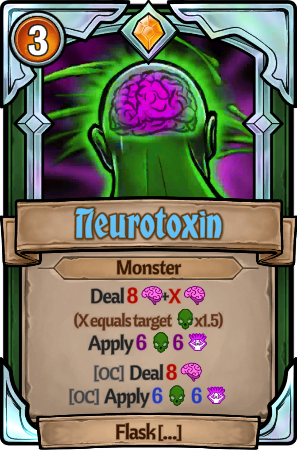 3
Neurotoxin
Monster
Deal 8 +X
(X equals target x1.5)
Apply 6 6
[OC] Deal 8
[OC] Apply 6 6
Flask [...]